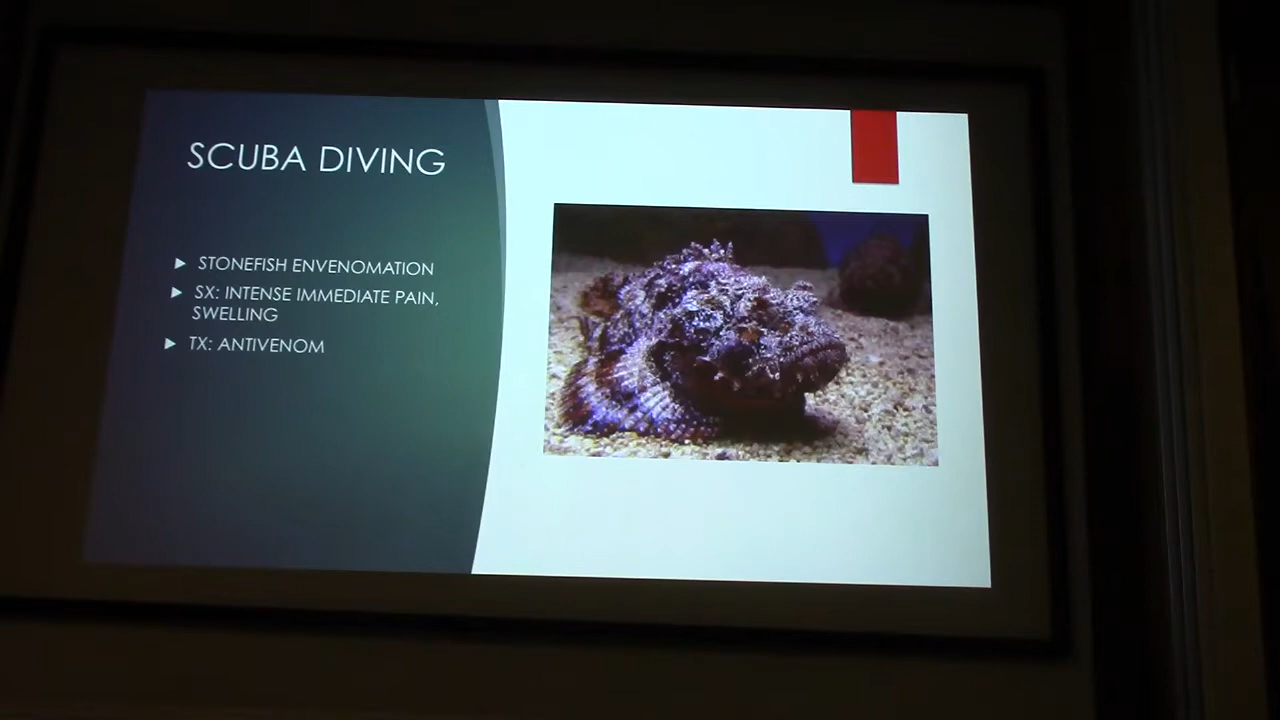 SCUBA DIVING
STONEFISH ENVENOMATION
SX: INTENSE IMMEDIATE PAIN,
SWELLING
TX: ANTIVENOM